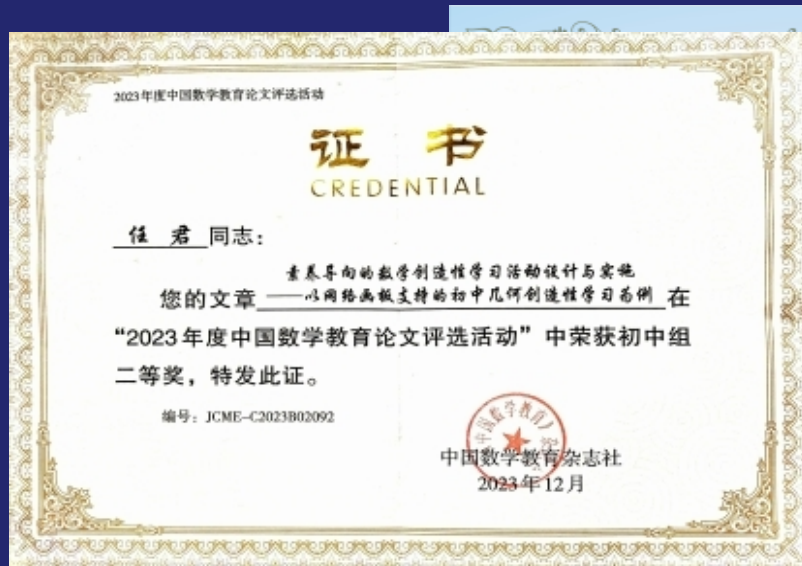 2023年度中国数学教育论文评选活动
证 书
CREDENTIAL
任 君 同志：
素养导向的数学创造性学习活动设计与实施
您的文章——以网络画板支持的初中几何创造性学习为例 在
“2023年度中国数学教育论文评选活动”中荣获初中组
二等奖，特发此证。
编号：JCME-C2023B02092
中国数学教育杂志社
2023年12月